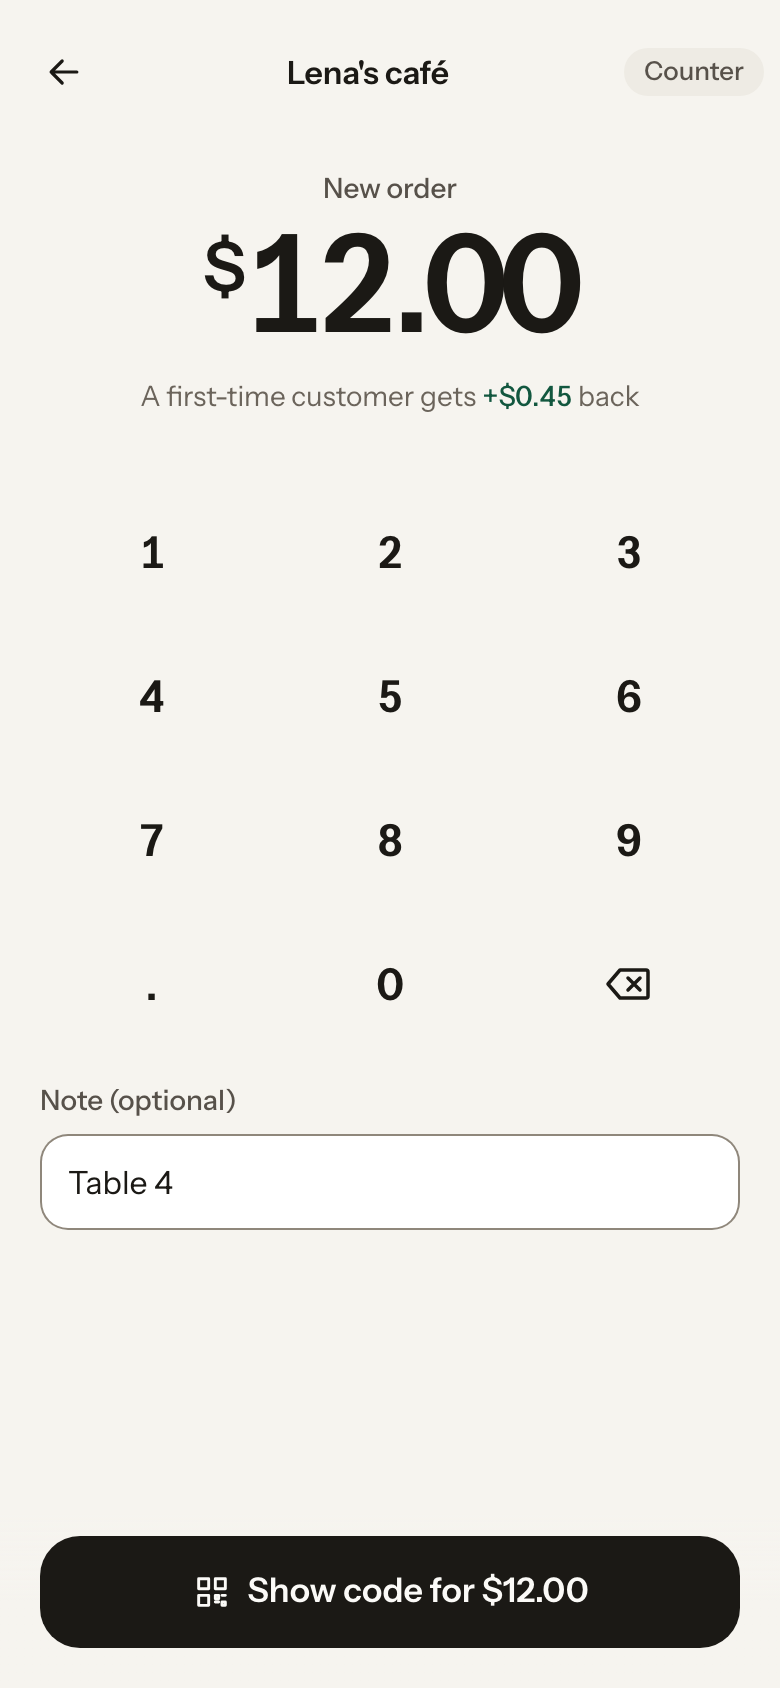 Lena's café
Counter
New order
$12.00
A first-time customer gets +$0.45 back
1 2 3
4 5 6
7 8 9
. 0
Note (optional)
Table 4
Show code for $12.00